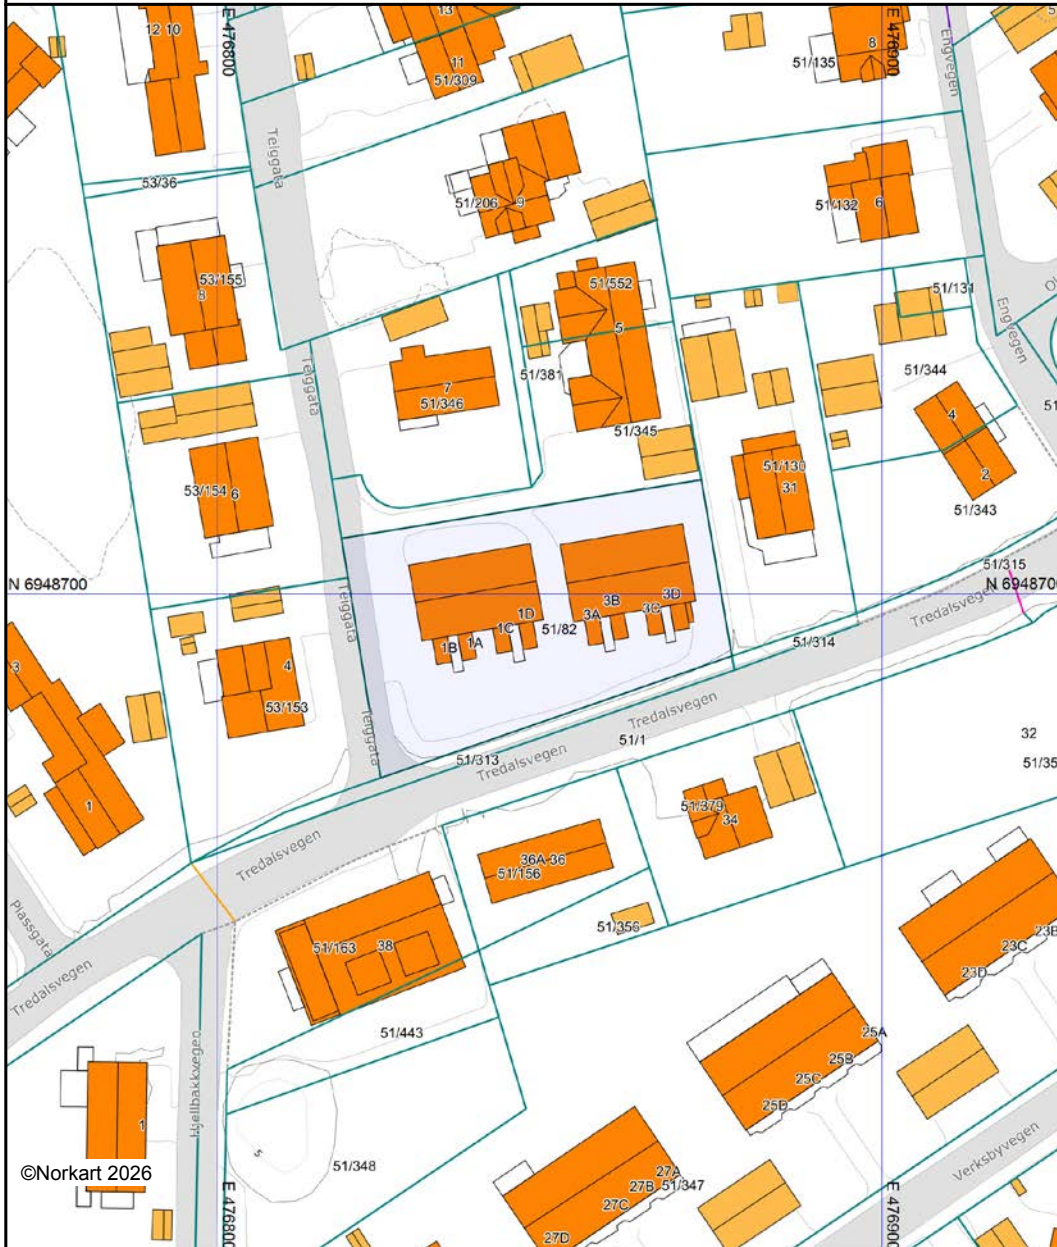 12 10
13
11
51/309
E 476800
Teiggata
53/36
51/135
8
E 476900
Engvegen
51/206
9
51/132
6
53/155
8
51/552
5
51/131
Engvegen
51/344
Teiggata
7
51/346
51/381
51/345
4
2
51/343
53/154
6
51/130
31
51/315
N 6948700
N 694870
Tredalsvegen
3D
3B
3A
3C
1D
1C
1A
1B
51/82
Teiggata
51/314
3
4
53/153
Teiggata
Tredalsvegen
51/1
51/313
Tredalsvegen
32
51/35
1
51/379
34
Tredalsvegen
36A
36
51/156
Plassgata
51/163
38
51/356
23B
23C
23D
Tredalsvegen
51/443
25A
25B
25C
25D
Hjellbakkvegen
1
5
51/348
27A
27B
51/347
27C
27D
Verksbyvegen
©Norkart 2026
E 476800
E 476900